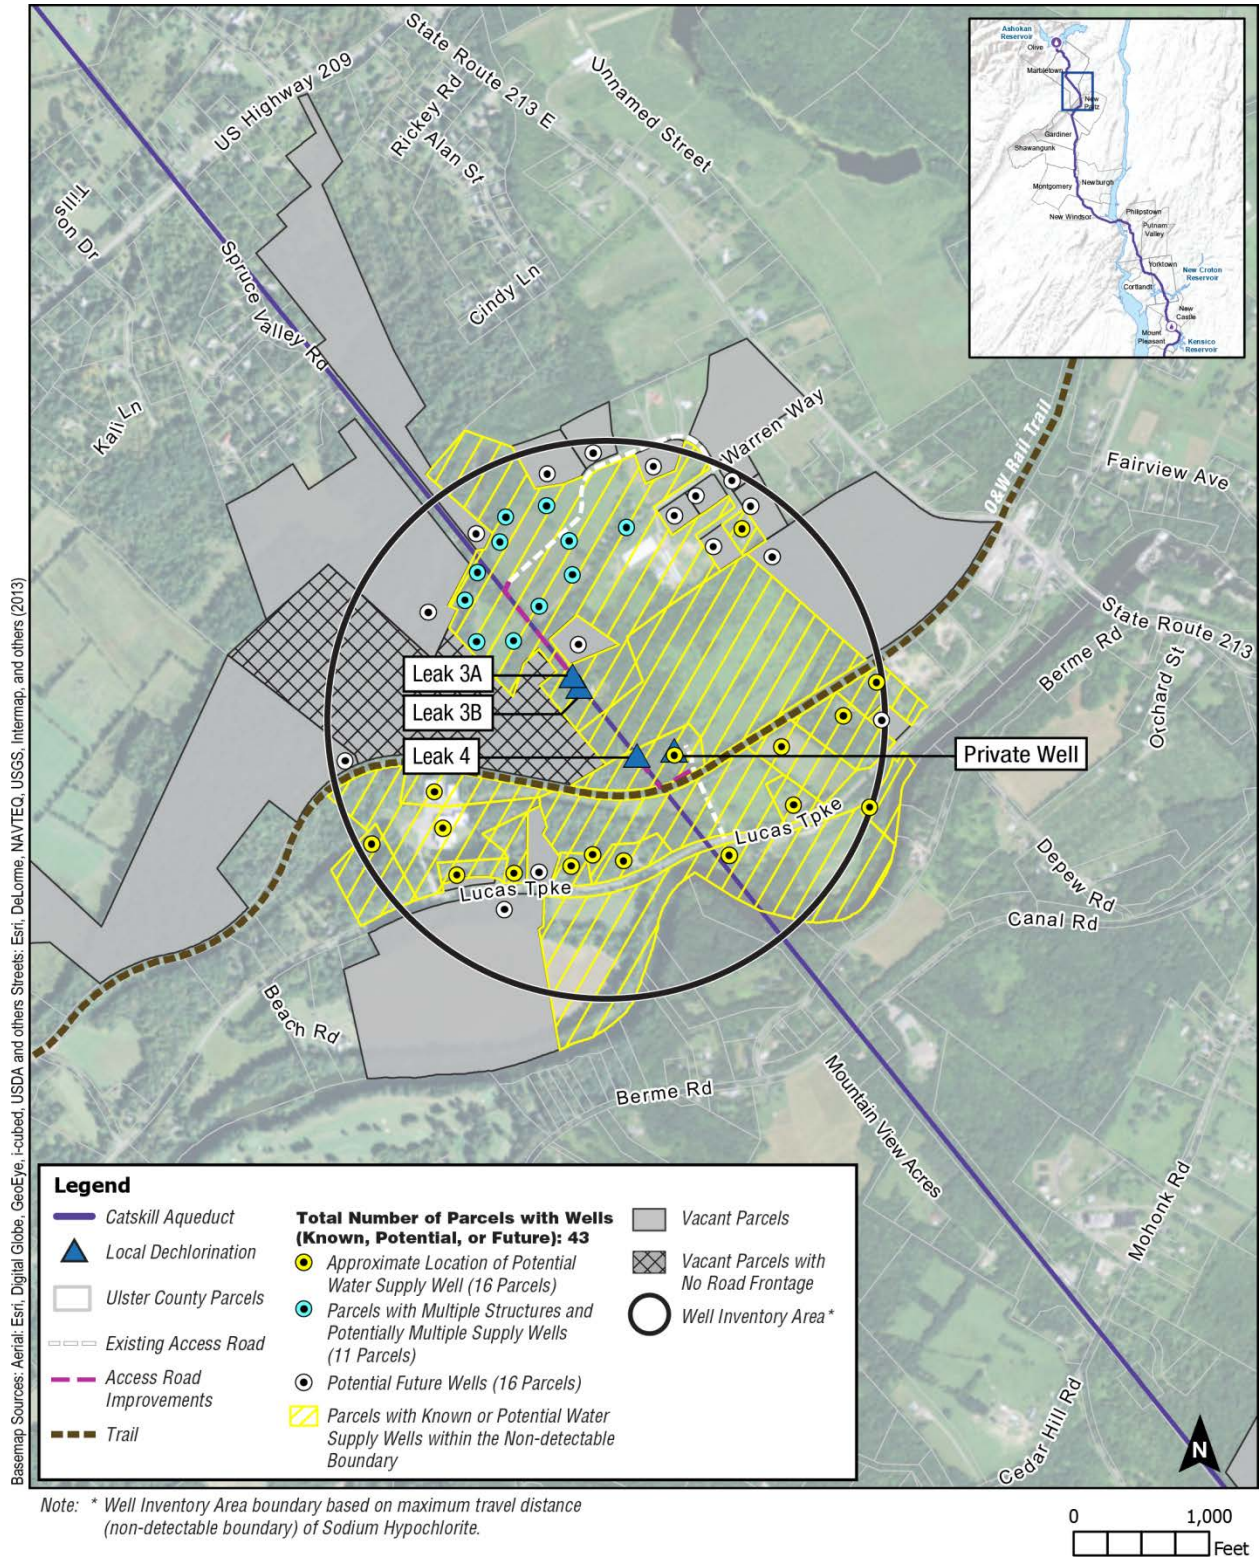 US Highway 209
State Route 213 E
Unnamed Street
Rickey Rd
Alan St
Tillson Dr
Spruce Valley Rd
Cindy Ln
Kali Ln
Warren Way
O&W Rail Trail
Fairview Ave
State Route 213
Berme Rd
Orchard St
Leak 3A
Leak 3B
Leak 4
Private Well
Lucas Tpke
Lucas Tpke
Depew Rd
Canal Rd
Beach Rd
Berme Rd
Mountain View Acres
Mohonk Rd
Cedar Hill Rd
N
Ashokan
Reservoir
Olive
Marbletown
New
Paltz
Gardiner
Shawangunk
Montgomery
Newburgh
New Windsor
Philipstown
Putnam
Valley
Yorktown
New Croton
Reservoir
Cortlandt
New
Castle
Mount
Pleasant
Kensico
Reservoir
Basemap Sources: Aerial: Esri, Digital Globe, GeoEye, i-cubed, USDA and others Streets: Esri, DeLorme, NAVTEQ, USGS, Intermap, and others (2013)
Legend
Catskill Aqueduct
Local Dechlorination
Ulster County Parcels
Existing Access Road
Access Road
Improvements
Trail
Total Number of Parcels with Wells
(Known, Potential, or Future): 43
Approximate Location of Potential
Water Supply Well (16 Parcels)
Parcels with Multiple Structures and
Potentially Multiple Supply Wells
(11 Parcels)
Potential Future Wells (16 Parcels)
Parcels with Known or Potential Water
Supply Wells within the Non-detectable
Boundary
Vacant Parcels
Vacant Parcels with
No Road Frontage
Well Inventory Area*
Note: * Well Inventory Area boundary based on maximum travel distance
(non-detectable boundary) of Sodium Hypochlorite.
0 1,000
Feet